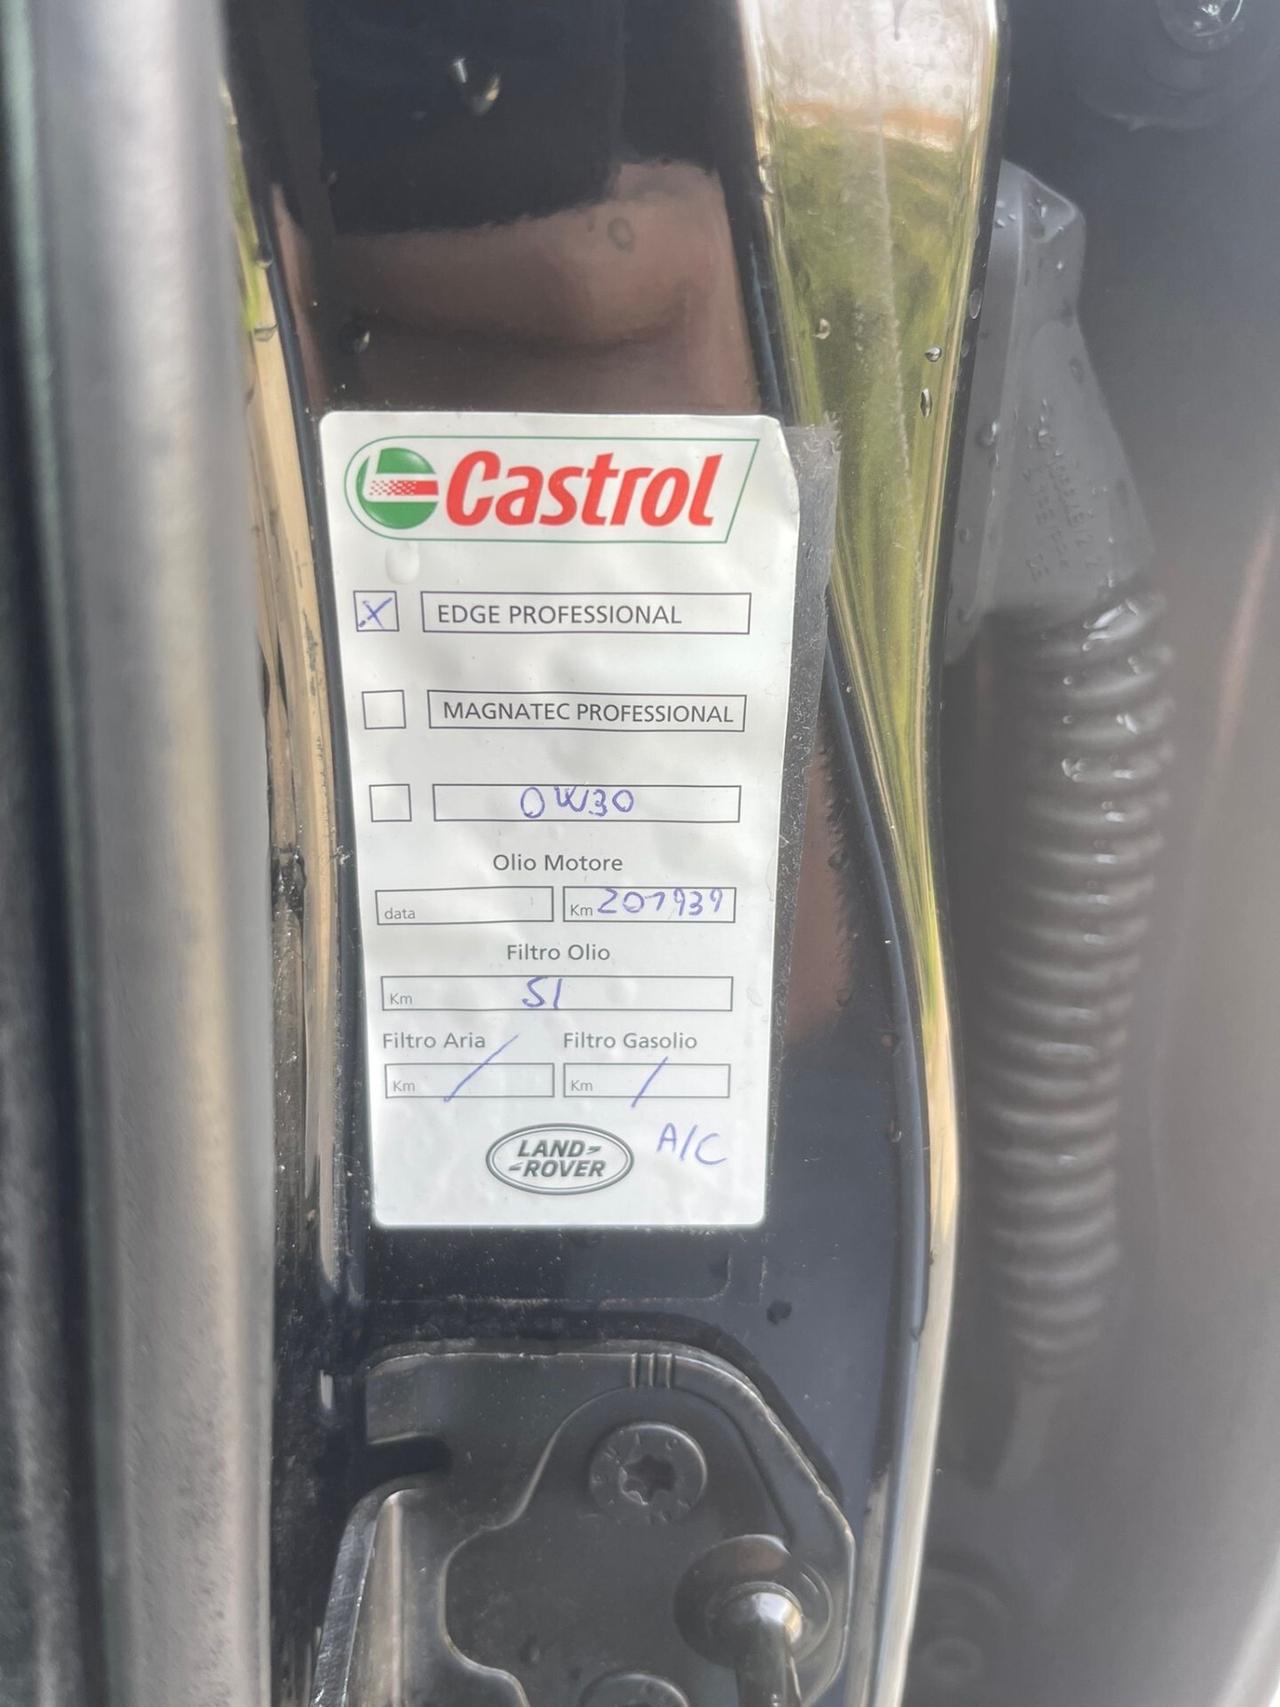 Castrol
X EDGE PROFESSIONAL
MAGNATEC PROFESSIONAL
0W30
Olio Motore
data Km 201939
Filtro Olio
Km SI
Filtro Aria Filtro Gasolio
Km / Km /
LAND ROVER A/C